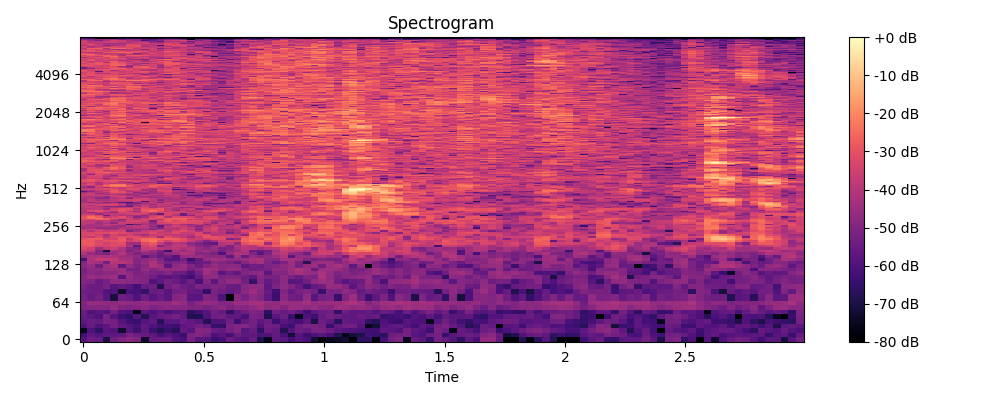 Spectrogram
Hz
4096
2048
1024
512
256
128
64
0
0
0.5
1
1.5
2
2.5
Time
+0 dB
-10 dB
-20 dB
-30 dB
-40 dB
-50 dB
-60 dB
-70 dB
-80 dB